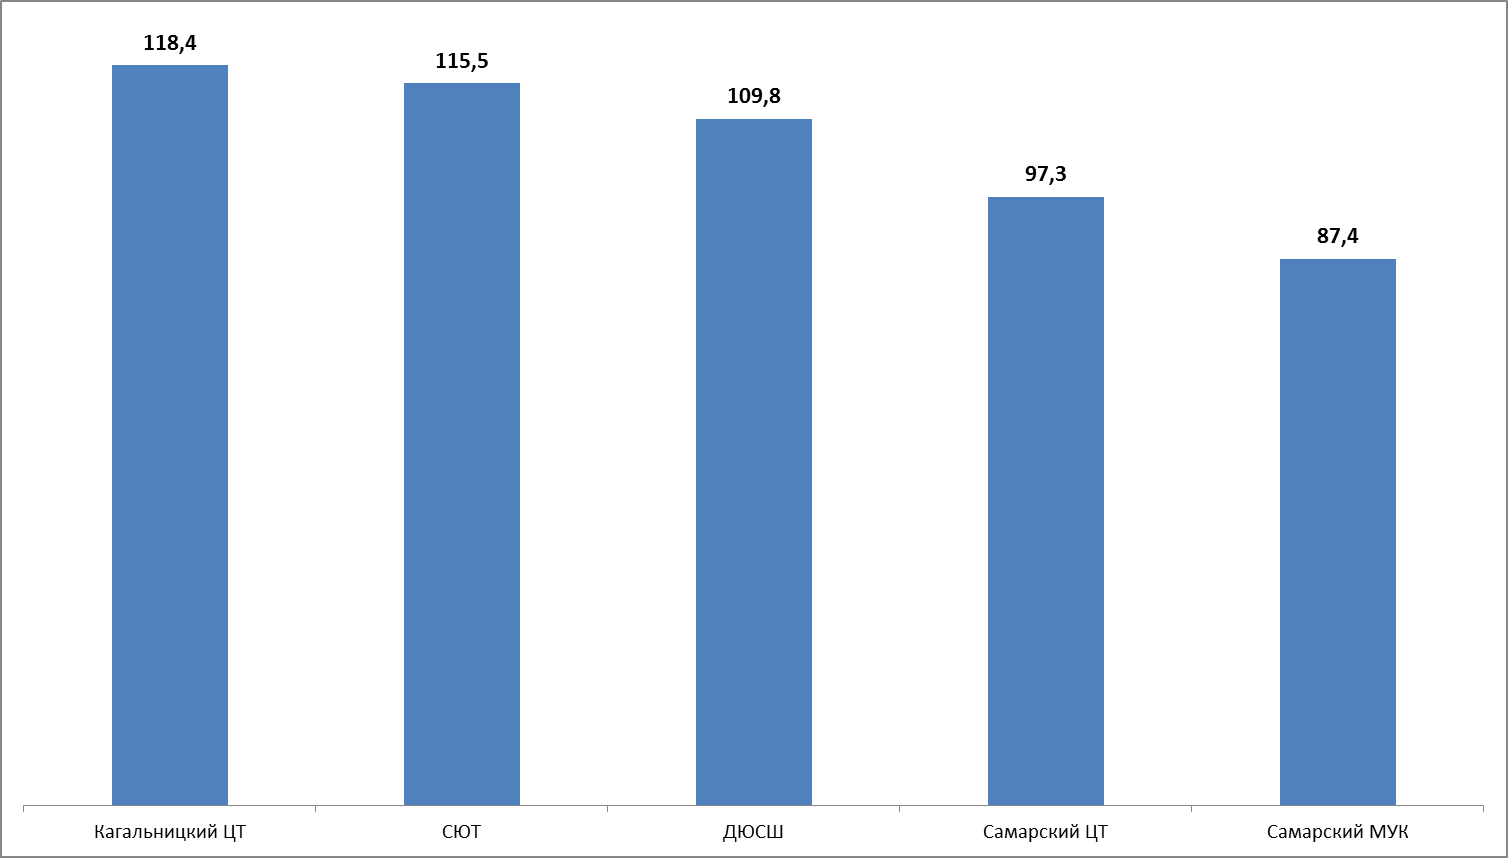 118,4
115,5
109,8
97,3
87,4
Кагальницкий ЦТ
СЮТ
ДЮСШ
Самарский ЦТ
Самарский МУК